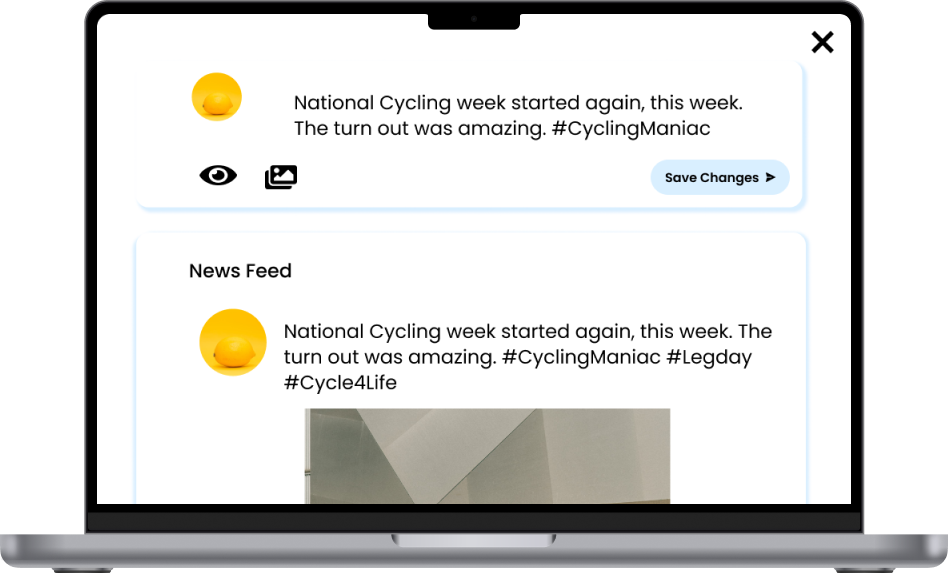 National Cycling week started again, this week.
The turn out was amazing. #CyclingManiac
Save Changes
News Feed
National Cycling week started again, this week. The
turn out was amazing. #CyclingManiac #Legday
#Cycle4Life